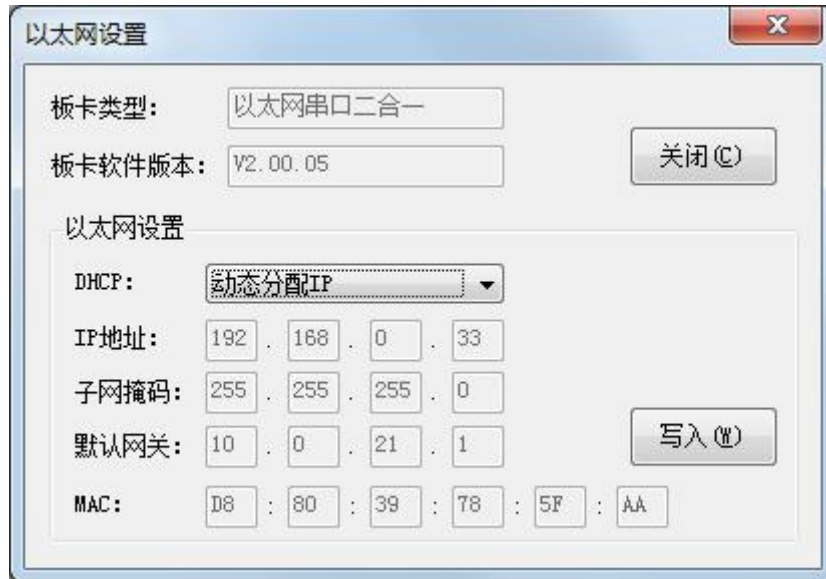 以太网设置
板卡类型: 以太网串口二合一
关闭(C)
板卡软件版本: V2.00.05
以太网设置
DHCP: 动态分配IP
IP地址: 192 . 168 . 0 . 33
子网掩码: 255 . 255 . 255 . 0
写入(W)
默认网关: 10 . 0 . 21 . 1
MAC: D8 : 80 : 39 : 78 : 5F : AA